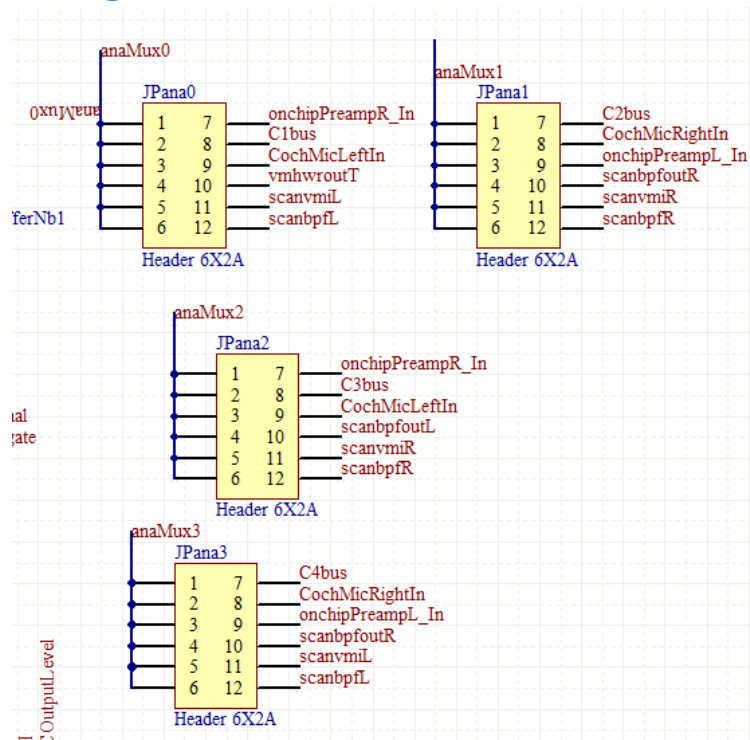 anaMux0
anaMux0
JPana0
1 7 onchipPreampR_In
2 8 C1bus
3 9 CochMicLeftIn
4 10 vmhwroutT
5 11 scanvmiL
6 12 scanbpfL
Header 6X2A
ferNb1
anaMux1
JPana1
1 7 C2bus
2 8 CochMicRightIn
3 9 onchipPreampL_In
4 10 scanbpfoutR
5 11 scanvmiR
6 12 scanbpfR
Header 6X2A
anaMux2
JPana2
1 7 onchipPreampR_In
2 8 C3bus
3 9 CochMicLeftIn
4 10 scanbpfoutL
5 11 scanvmiR
6 12 scanbpfR
Header 6X2A
gate
anaMux3
JPana3
1 7 C4bus
2 8 CochMicRightIn
3 9 onchipPreampL_In
4 10 scanbpfoutR
5 11 scanvmiL
6 12 scanbpfL
Header 6X2A
OutputLevel